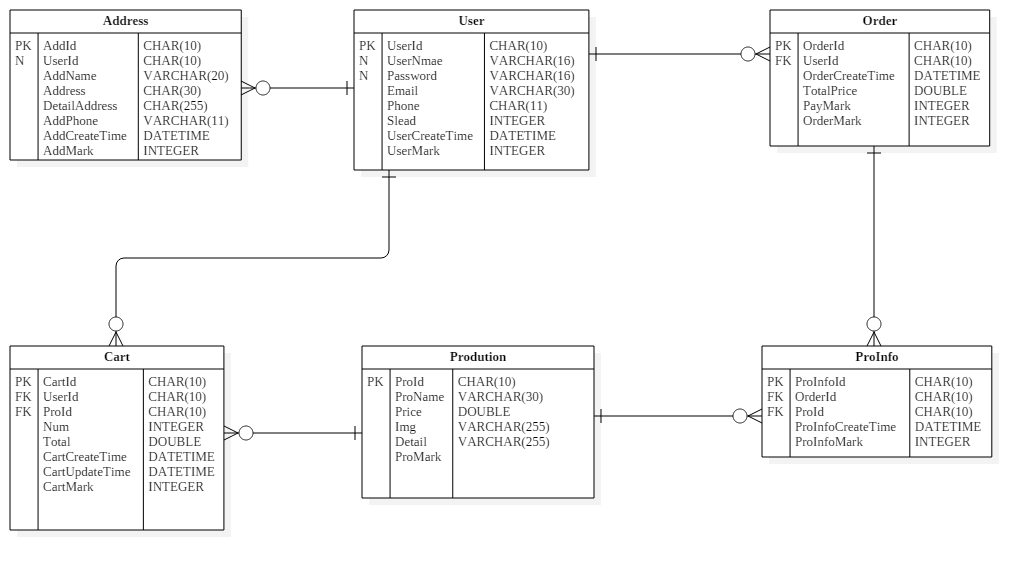 Address
PK AddId CHAR(10)
N UserId CHAR(10)
AddName VARCHAR(20)
Address CHAR(30)
DetailAddress CHAR(255)
AddPhone VARCHAR(11)
AddCreateTime DATETIME
AddMark INTEGER
User
PK UserId CHAR(10)
N UserNmae VARCHAR(16)
N Password VARCHAR(16)
Email VARCHAR(30)
Phone CHAR(11)
Slead INTEGER
UserCreateTime DATETIME
UserMark INTEGER
Order
PK OrderId CHAR(10)
FK UserId CHAR(10)
OrderCreateTime DATETIME
TotalPrice DOUBLE
PayMark INTEGER
OrderMark INTEGER
Cart
PK CartId CHAR(10)
FK UserId CHAR(10)
FK ProId CHAR(10)
Num INTEGER
Total DOUBLE
CartCreateTime DATETIME
CartUpdateTime DATETIME
CartMark INTEGER
Prodution
PK ProId CHAR(10)
ProName VARCHAR(30)
Price DOUBLE
Img VARCHAR(255)
Detail VARCHAR(255)
ProMark
ProInfo
PK ProInfoId CHAR(10)
FK OrderId CHAR(10)
FK ProId CHAR(10)
ProInfoCreateTime DATETIME
ProInfoMark INTEGER